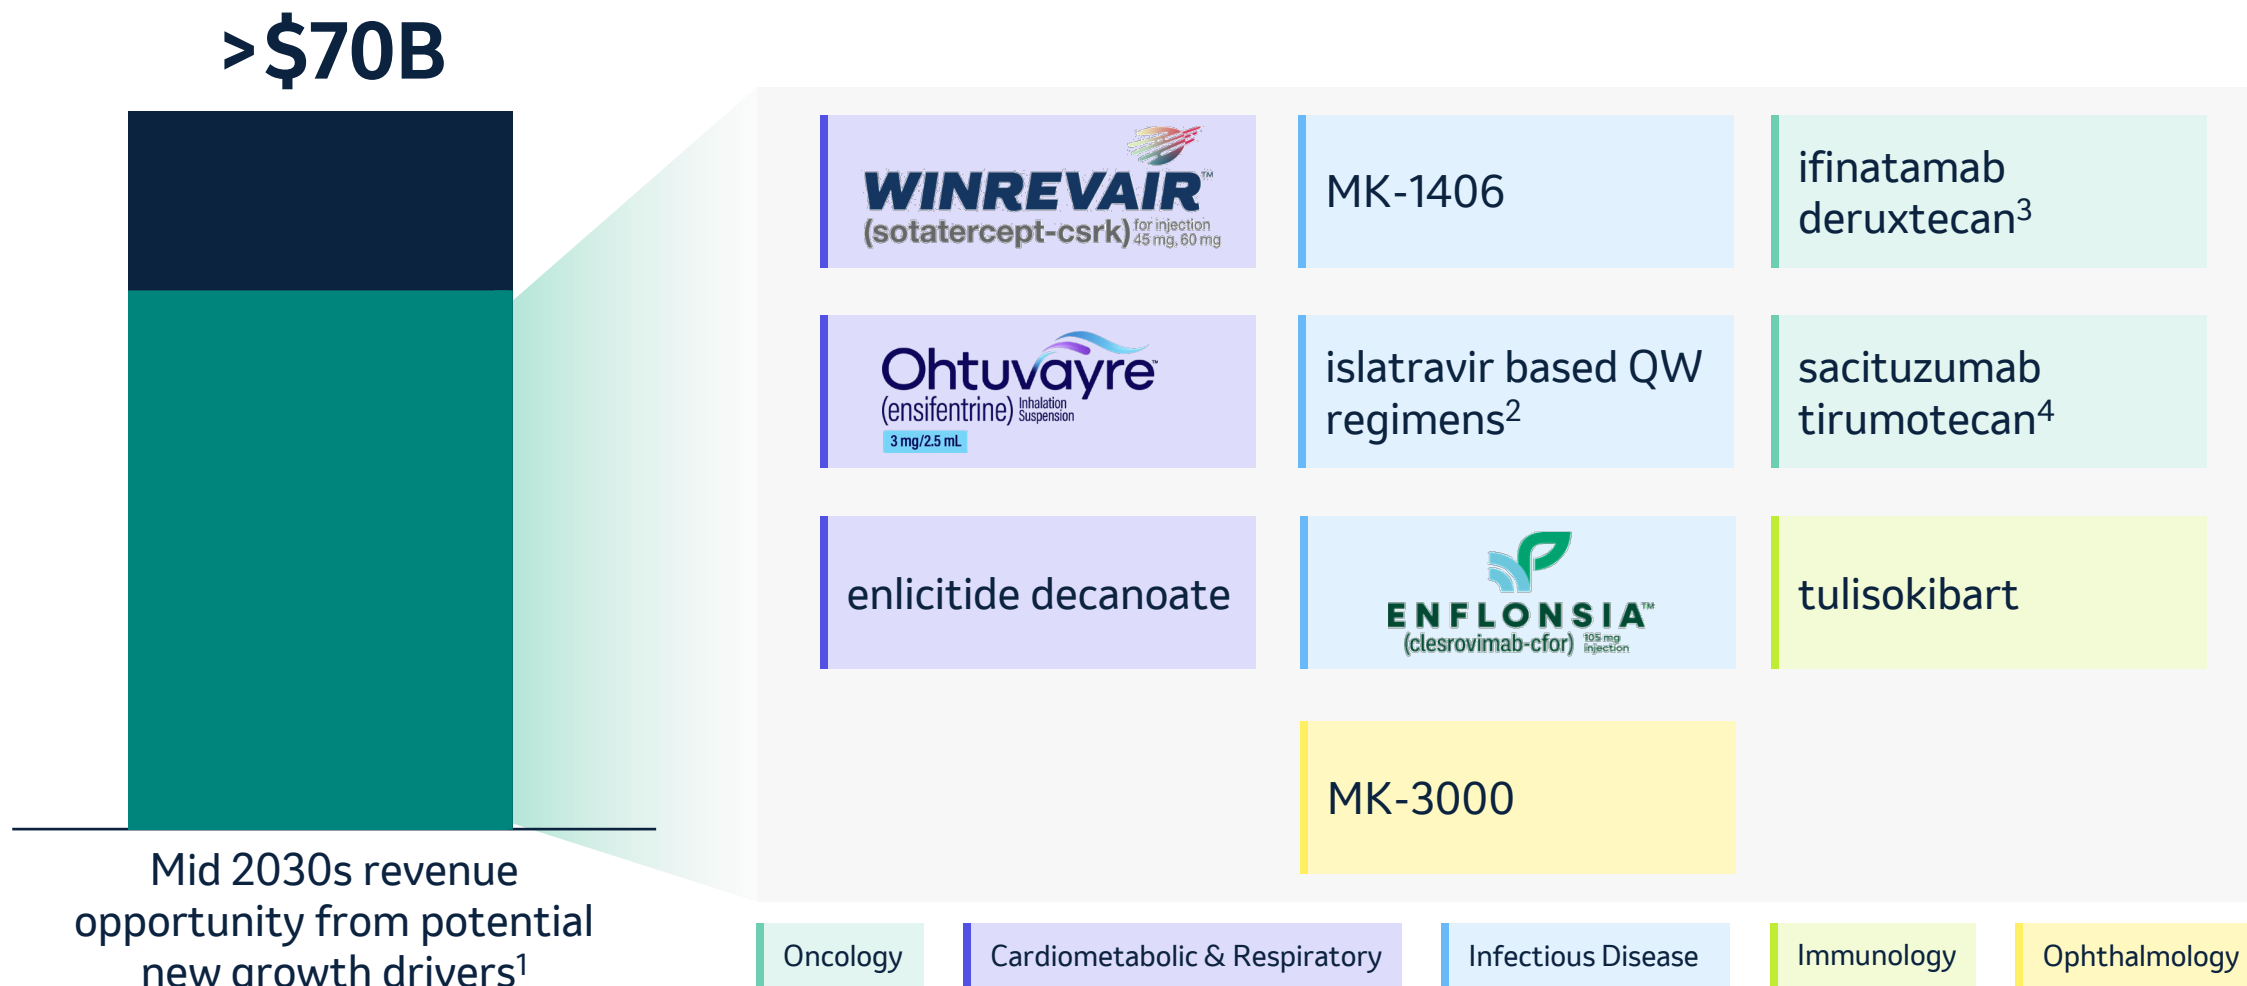 >$70B
WINREVAIR™
(sotatercept-csrk) for injection
45 mg, 60 mg
MK-1406
ifinatamab
deruxtecan³
Ohtuvayre™
(ensifentrine) Inhalation
Suspension
3 mg/2.5 mL
islatravir based QW
regimens²
sacituzumab
tirumotecan⁴
enlicitide decanoate
ENFLONSIA™
(clesrovimab-cfor) 105 mg
injection
tulisokibart
MK-3000
Mid 2030s revenue
opportunity from potential
new growth drivers¹
Oncology
Cardiometabolic & Respiratory
Infectious Disease
Immunology
Ophthalmology